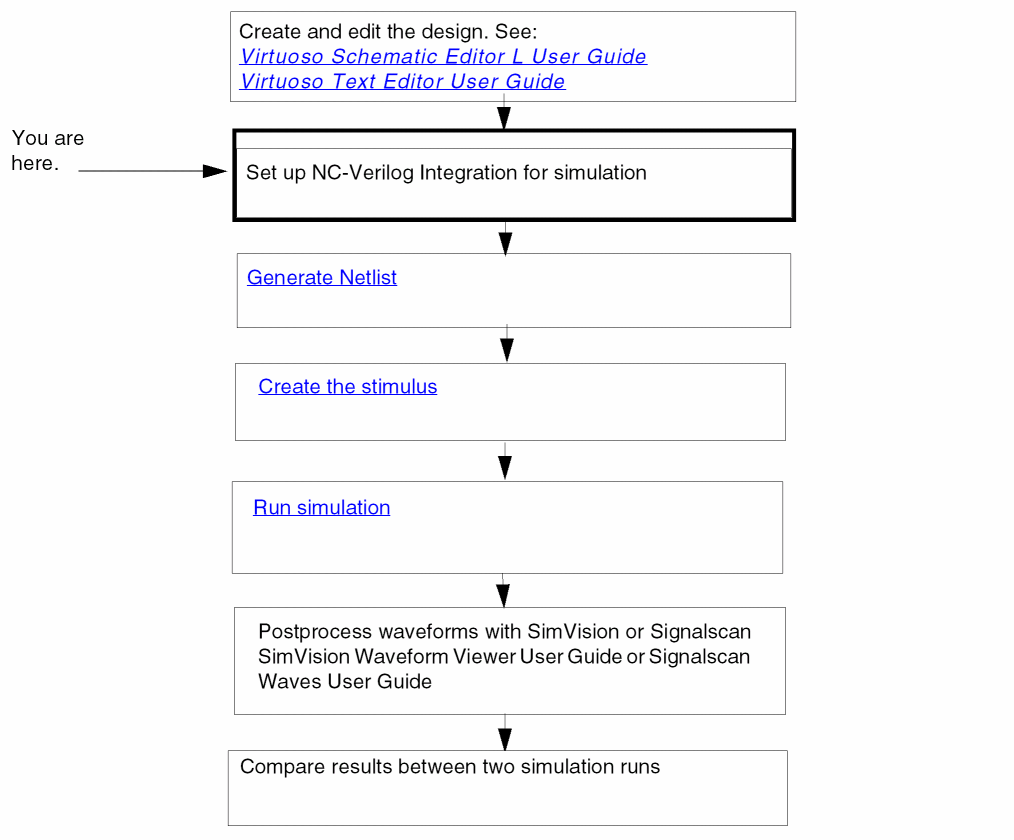 Create and edit the design. See:
Virtuoso Schematic Editor L User Guide
Virtuoso Text Editor User Guide
You are
here.
Set up NC-Verilog Integration for simulation
Generate Netlist
Create the stimulus
Run simulation
Postprocess waveforms with SimVision or Signalscan
SimVision Waveform Viewer User Guide or Signalscan
Waves User Guide
Compare results between two simulation runs